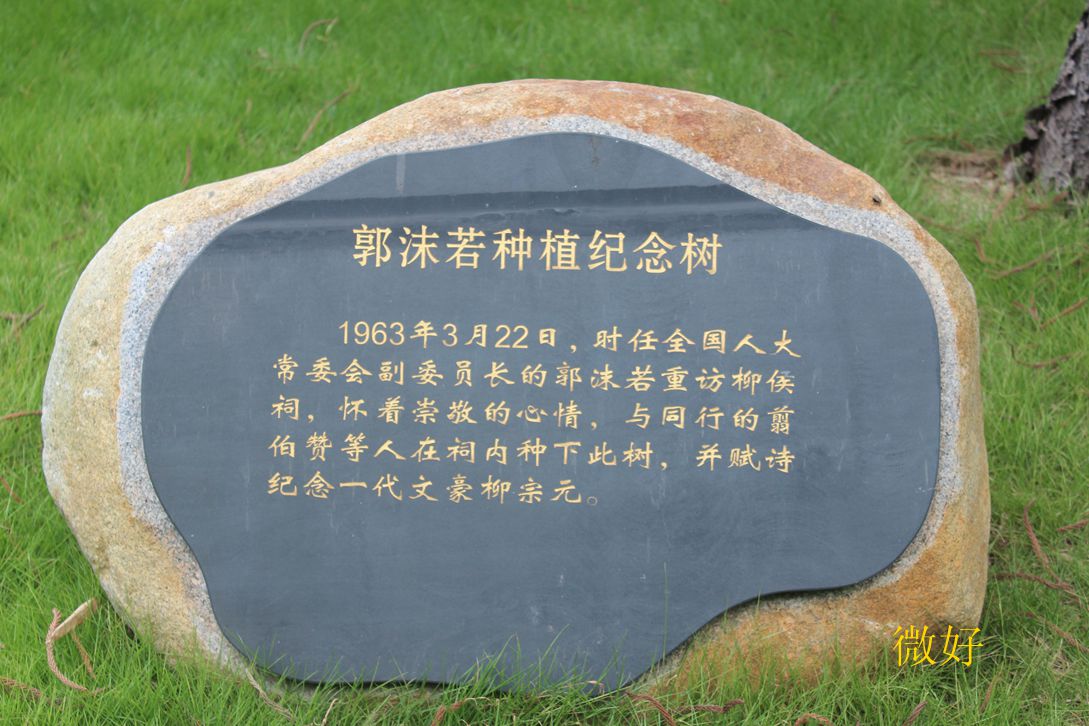 郭沫若种植纪念树
1963年3月22日，时任全国人大
常委会副委员长的郭沫若重访柳侯
祠，怀着崇敬的心情，与同行的翦
伯赞等人在祠内种下此树，并赋诗
纪念一代文豪柳宗元。
微好